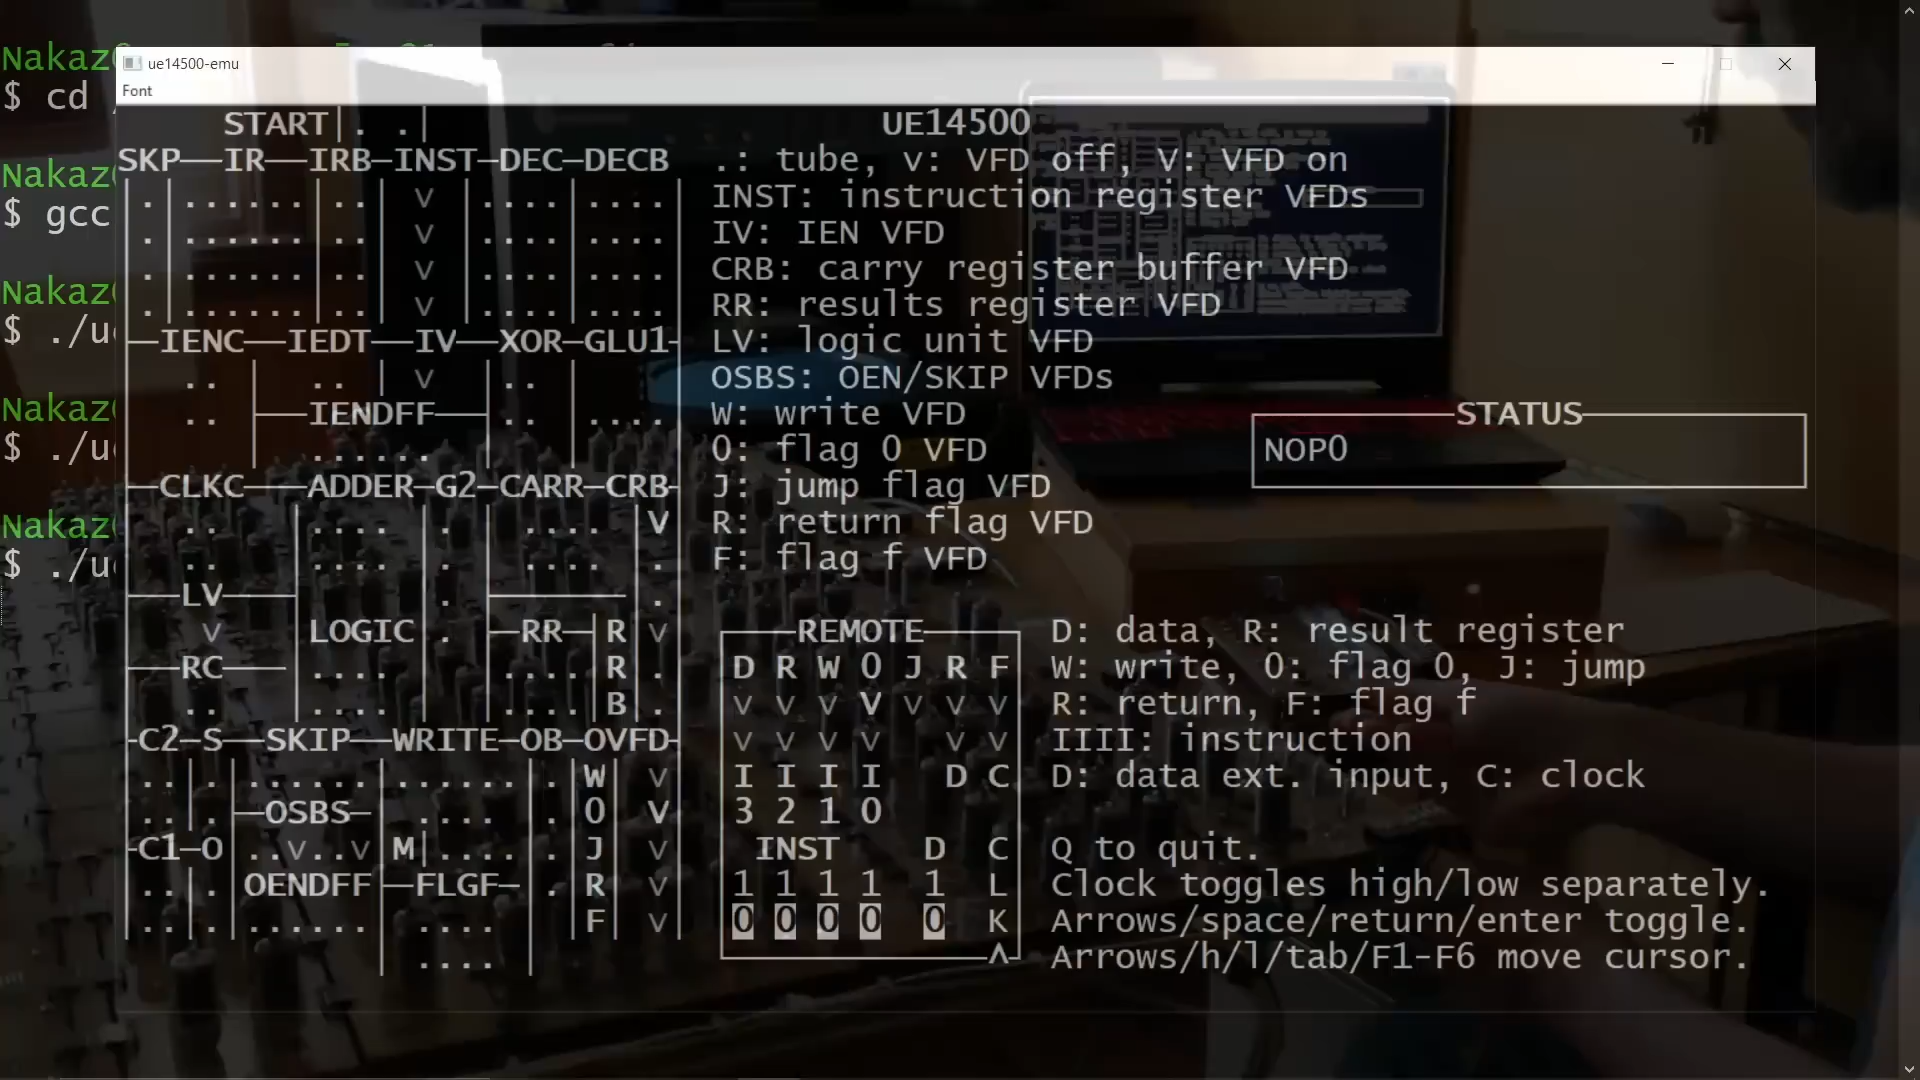 ue14500-emu
Font
Nakaz
$ cd
Nakaz
$ gcc
Nakaz
$ ./u
Nakaz
$ ./u
Nakaz
$ ./u
START|. .| UE14500
SKP IR IRB INST DEC DECB .: tube, v: VFD off, V: VFD on
|.|......|..| v |....|.... INST: instruction register VFDs
|.|......|..| v |....|.... IV: IEN VFD
|.|......|..| v |....|.... CRB: carry register buffer VFD
|.|......|..| v |....|.... RR: results register VFD
IENC IEDT IV XOR GLU1 LV: logic unit VFD
.. | .. | v |.. OSBS: OEN/SKIP VFDs
.. IENDFF .. |.... W: write VFD
...... O: flag O VFD
CLKC ADDER G2 CARR CRB J: jump flag VFD
.. |....|. |.... |V R: return flag VFD
.. |....|. |.... |. F: flag f VFD
LV . .
v LOGIC . RR R v
RC |.... |.... R .
.. |.... |.... B .
C2 S SKIP WRITE OB OVFD
..|.|......|......|. W v
..|. OSBS .... . O V
C1 O ..v..v M|.... . J v
..|. OENDFF FLGF . R v
..|.|...... .... F v
....
STATUS
NOP0
REMOTE
D R W O J R F
v v v V v v v
v v v v v v
I I I I D C
3 2 1 0
INST D C
1 1 1 1 1 L
0 0 0 0 0 K
^
D: data, R: result register
W: write, O: flag O, J: jump
R: return, F: flag f
IIII: instruction
D: data ext. input, C: clock
Q to quit.
Clock toggles high/low separately.
Arrows/space/return/enter toggle.
Arrows/h/l/tab/F1-F6 move cursor.